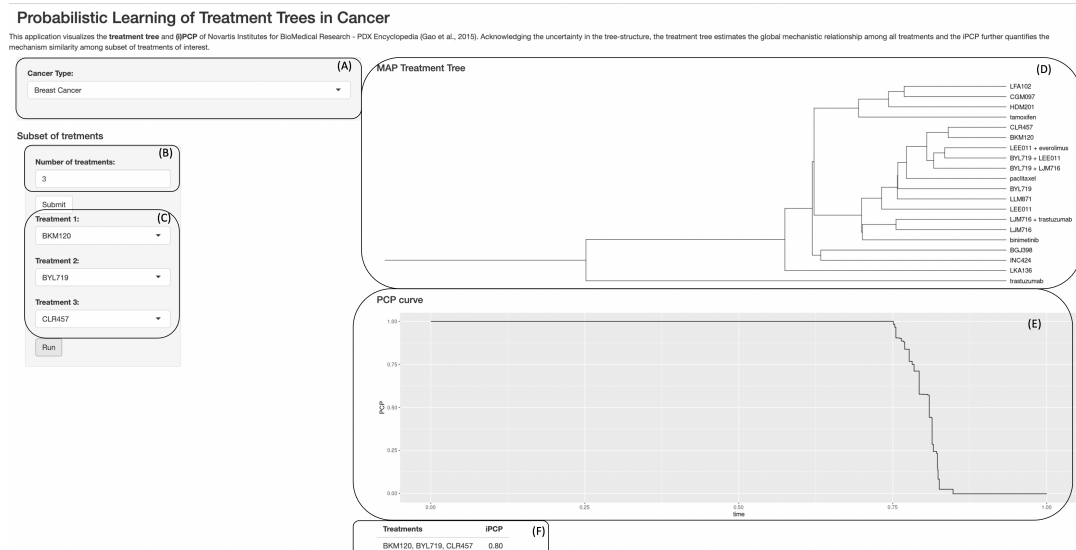 Probabilistic Learning of Treatment Trees in Cancer
This application visualizes the treatment tree and (i)PCP of Novartis Institutes for BioMedical Research - PDX Encyclopedia (Gao et al., 2015). Acknowledging the uncertainty in the tree-structure, the treatment tree estimates the global mechanistic relationship among all treatments and the iPCP further quantifies the
mechanism similarity among subset of treatments of interest.
(A)
Cancer Type:
Breast Cancer
Subset of tretments
(B)
Number of treatments:
3
Submit
(C)
Treatment 1:
BKM120
Treatment 2:
BYL719
Treatment 3:
CLR457
Run
MAP Treatment Tree
(D)
LFA102
CGM097
HDM201
tamoxifen
CLR457
BKM120
LEE011 + everolimus
BYL719 + LEE011
BYL719 + LJM716
paclitaxel
BYL719
LLM871
LEE011
LJM716 + trastuzumab
LJM716
binimetinib
BGJ398
INC424
LKA136
trastuzumab
PCP curve
(E)
1.00
0.75
0.50
0.25
0.00
PCP
0.00 0.25 0.50 0.75 1.00
time
(F)
Treatments iPCP
BKM120, BYL719, CLR457 0.80